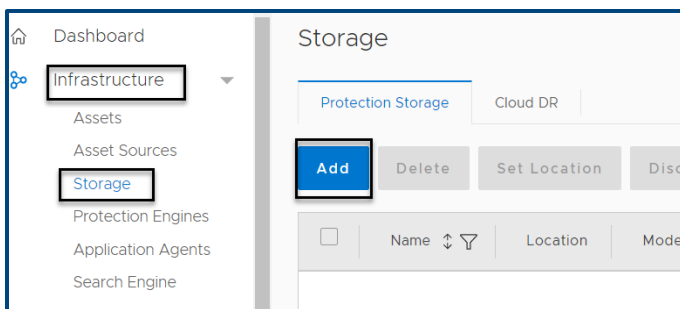 Dashboard
Infrastructure
Assets
Asset Sources
Storage
Protection Engines
Application Agents
Search Engine
Storage
Protection Storage Cloud DR
Add Delete Set Location
Name Location